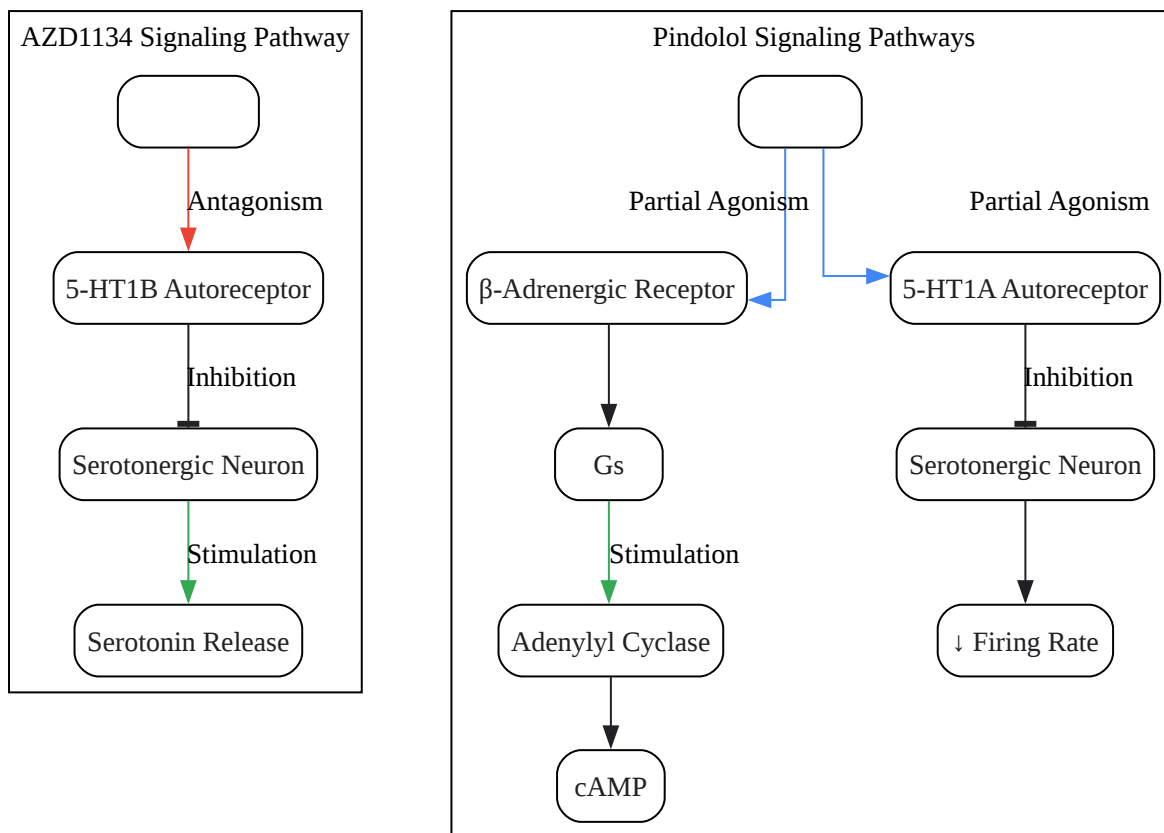 AZD1134 Signaling Pathway
Antagonism
5-HT1B Autoreceptor
Inhibition
Serotonergic Neuron
Stimulation
Serotonin Release
Pindolol Signaling Pathways
Partial Agonism
Partial Agonism
β-Adrenergic Receptor
5-HT1A Autoreceptor
Inhibition
Gs
Serotonergic Neuron
Stimulation
Adenylyl Cyclase
↓ Firing Rate
cAMP